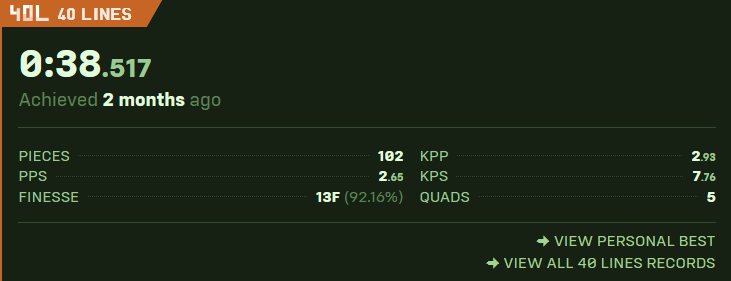 40L 40 LINES
0:38.517
Achieved 2 months ago
PIECES 102 KPP 2.93
PPS 2.65 KPS 7.76
FINESSE 13F (92.16%) QUADS 5
VIEW PERSONAL BEST
VIEW ALL 40 LINES RECORDS